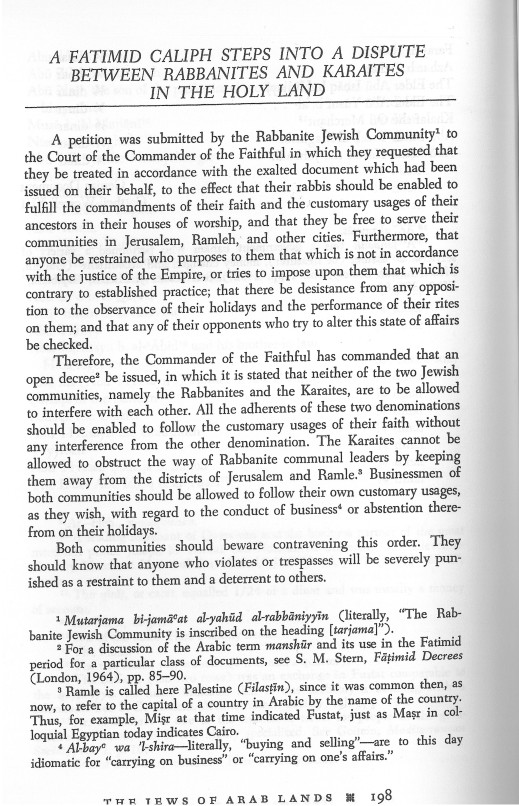 A FATIMID CALIPH STEPS INTO A DISPUTE
BETWEEN RABBANITES AND KARAITES
IN THE HOLY LAND
A petition was submitted by the Rabbanite Jewish Community¹ to
the Court of the Commander of the Faithful in which they requested that
they be treated in accordance with the exalted document which had been
issued on their behalf, to the effect that their rabbis should be enabled to
fulfill the commandments of their faith and the customary usages of their
ancestors in their houses of worship, and that they be free to serve their
communities in Jerusalem, Ramleh, and other cities. Furthermore, that
anyone be restrained who purposes to them that which is not in accordance
with the justice of the Empire, or tries to impose upon them that which is
contrary to established practice; that there be desistance from any opposi-
tion to the observance of their holidays and the performance of their rites
on them; and that any of their opponents who try to alter this state of affairs
be checked.
Therefore, the Commander of the Faithful has commanded that an
open decree² be issued, in which it is stated that neither of the two Jewish
communities, namely the Rabbanites and the Karaites, are to be allowed
to interfere with each other. All the adherents of these two denominations
should be enabled to follow the customary usages of their faith without
any interference from the other denomination. The Karaites cannot be
allowed to obstruct the way of Rabbanite communal leaders by keeping
them away from the districts of Jerusalem and Ramle.³ Businessmen of
both communities should be allowed to follow their own customary usages,
as they wish, with regard to the conduct of business⁴ or abstention there-
from on their holidays.
Both communities should beware contravening this order. They
should know that anyone who violates or trespasses will be severely pun-
ished as a restraint to them and a deterrent to others.
¹ Mutarjama bi-jamāᶜat al-yahūd al-rabbāniyyīn (literally, “The Rab-
banite Jewish Community is inscribed on the heading [tarjama]”).
² For a discussion of the Arabic term manshūr and its use in the Fatimid
period for a particular class of documents, see S. M. Stern, Fāṭimid Decrees
(London, 1964), pp. 85–90.
³ Ramle is called here Palestine (Filasṭīn), since it was common then, as
now, to refer to the capital of a country in Arabic by the name of the country.
Thus, for example, Miṣr at that time indicated Fustat, just as Maṣr in col-
loquial Egyptian today indicates Cairo.
⁴ Al-bayᶜ wa ’l-shira—literally, “buying and selling”—are to this day
idiomatic for “carrying on business” or “carrying on one’s affairs.”
THE JEWS OF ARAB LANDS ※ 198